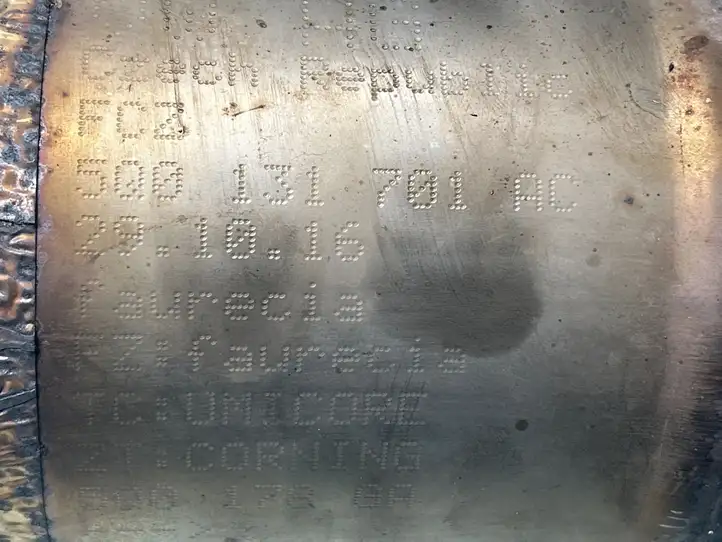 Czech Republic
5Q0 131 701 AC
29.10.16
faurecia
FZ:faurecia
TC:UMICORE
ZT:CORNING